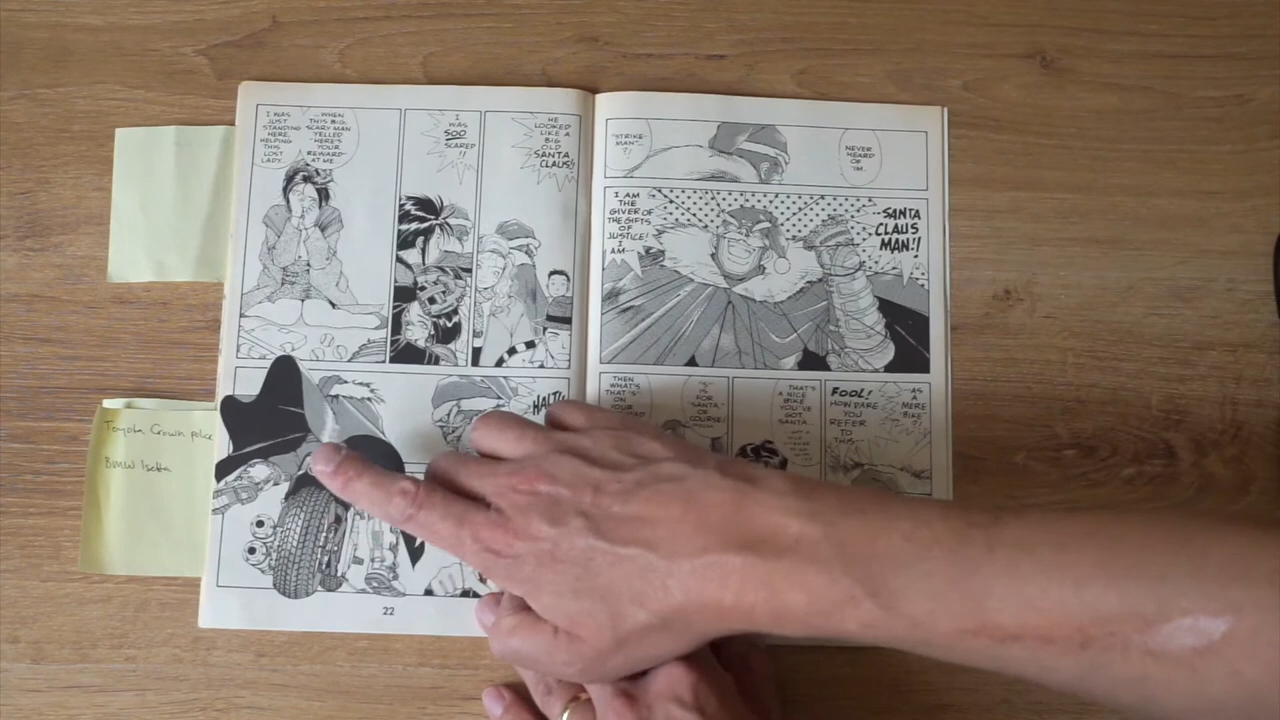 I WAS
JUST
STANDING
HERE,
HELPING
THIS
LOST
LADY...
...WHEN
THIS BIG,
SCARY MAN
YELLED
"HERE'S
YOUR
REWARD"
AT ME...
I
WAS
SOO
SCARED
!!
HE
LOOKED
LIKE A
BIG
OLD
SANTA
CLAUS!!
HALT!
22
Toyota Crown police
BMW Isetta
"STRIKE-
MAN"...
?!
NEVER
HEARD
OF
'IM.
I AM
THE
GIVER OF
THE GIFTS
OF
JUSTICE!
I
AM--
--SANTA
CLAUS
MAN!!
THEN
WHAT'S
THAT "S"
ON
YOUR
"S"
IS FOR
"SANTA,"
OF
COURSE!
THAT'S
A NICE
BIKE
YOU'VE
GOT,
SANTA...
FOOL!
HOW DARE
YOU
REFER
TO
THIS--
--AS
A
MERE
"BIKE"
?!